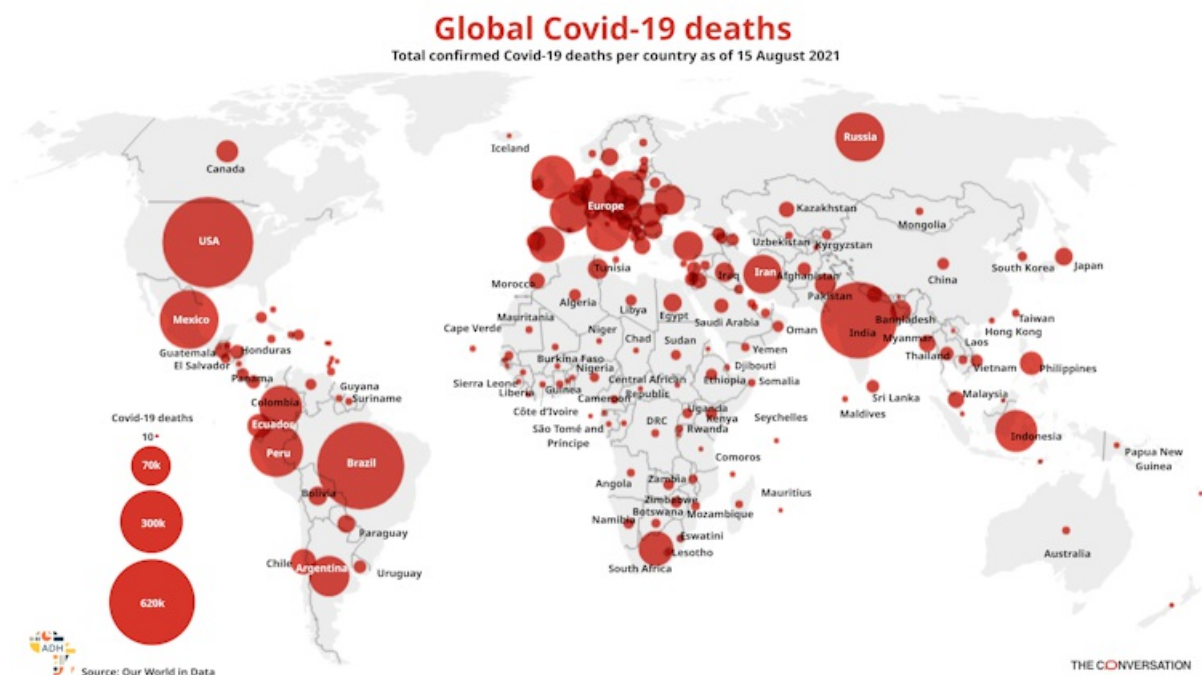 Global Covid-19 deaths
Total confirmed Covid-19 deaths per country as of 15 August 2021
Russia
Iceland
Canada
Europe
Kazakhstan
Mongolia
USA
Uzbekistan
Kyrgyzstan
Tunisia
Iraq
Iran
Afghanistan
China
South Korea
Japan
Morocco
Algeria
Libya
Egypt
Saudi Arabia
Pakistan
Mexico
Mauritania
Cape Verde
Niger
Chad
Sudan
Oman
India
Bangladesh
Myanmar
Taiwan
Hong Kong
Laos
Guatemala
Honduras
El Salvador
Burkina Faso
Nigeria
Yemen
Djibouti
Thailand
Vietnam
Philippines
Panama
Guyana
Suriname
Sierra Leone
Liberia
Guinea
Central African
Republic
Cameroon
Ethiopia
Somalia
Sri Lanka
Maldives
Malaysia
Colombia
Ecuador
Côte d'Ivoire
São Tomé and
Príncipe
DRC
Uganda
Kenya
Rwanda
Seychelles
Indonesia
Papua New
Guinea
Peru
Brazil
Comoros
Bolivia
Angola
Zambia
Zimbabwe
Mauritius
Botswana
Mozambique
Namibia
Paraguay
Eswatini
Lesotho
South Africa
Australia
Chile
Argentina
Uruguay
Covid-19 deaths
10
70k
300k
620k
ADH
Source: Our World in Data
THE CONVERSATION